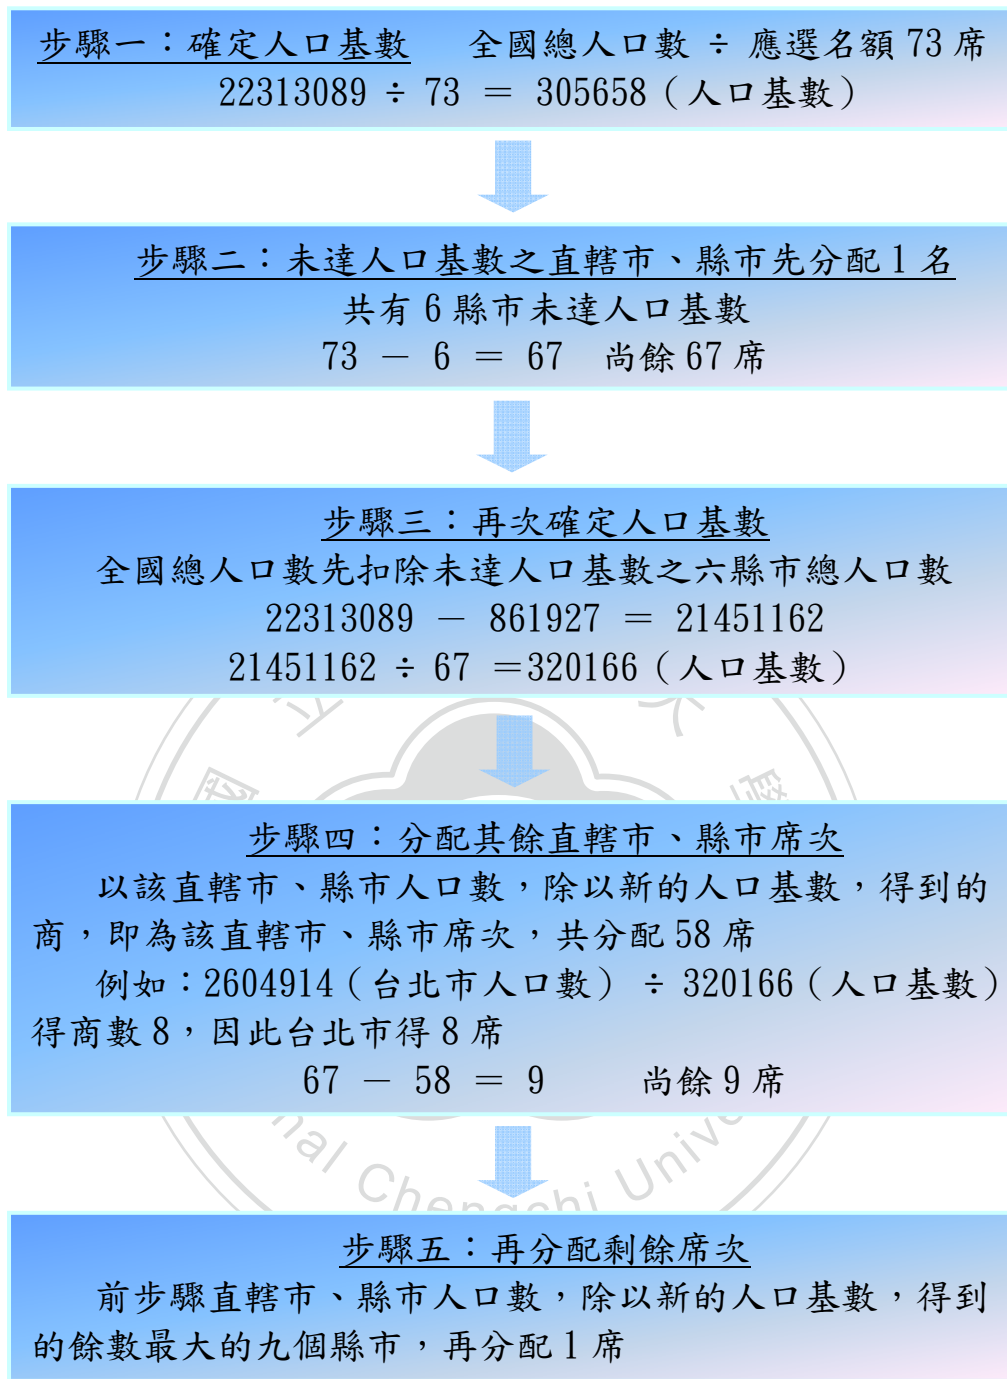 步驟一：確定人口基數　全國總人口數 ÷ 應選名額 73 席
22313089 ÷ 73 ＝ 305658（人口基數）
步驟二：未達人口基數之直轄市、縣市先分配 1 名
共有 6 縣市未達人口基數
73 － 6 ＝ 67　尚餘 67 席
步驟三：再次確定人口基數
全國總人口數先扣除未達人口基數之六縣市總人口數
22313089 － 861927 ＝ 21451162
21451162 ÷ 67 ＝320166（人口基數）
立
大
國
學
步驟四：分配其餘直轄市、縣市席次
以該直轄市、縣市人口數，除以新的人口基數，得到的
商，即為該直轄市、縣市席次，共分配 58 席
例如：2604914（台北市人口數） ÷ 320166（人口基數）
得商數 8，因此台北市得 8 席
67 － 58 ＝ 9　尚餘 9 席
nal Chengchi Unive
步驟五：再分配剩餘席次
前步驟直轄市、縣市人口數，除以新的人口基數，得到
的餘數最大的九個縣市，再分配 1 席